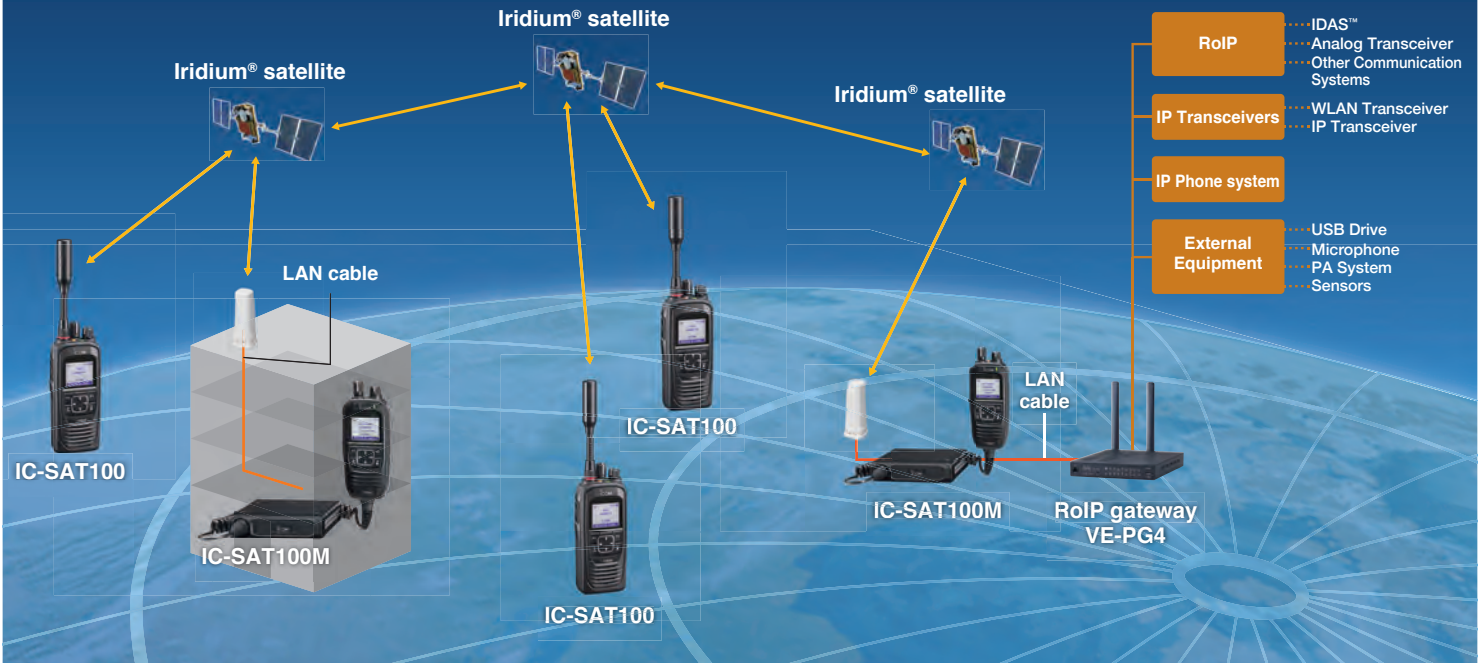 Iridium® satellite
Iridium® satellite
Iridium® satellite
RoIP
IDAS™
Analog Transceiver
Other Communication
Systems
IP Transceivers
WLAN Transceiver
IP Transceiver
IP Phone system
External
Equipment
USB Drive
Microphone
PA System
Sensors
LAN cable
IC-SAT100
IC-SAT100M
IC-SAT100
IC-SAT100
LAN
cable
IC-SAT100M
RoIP gateway
VE-PG4